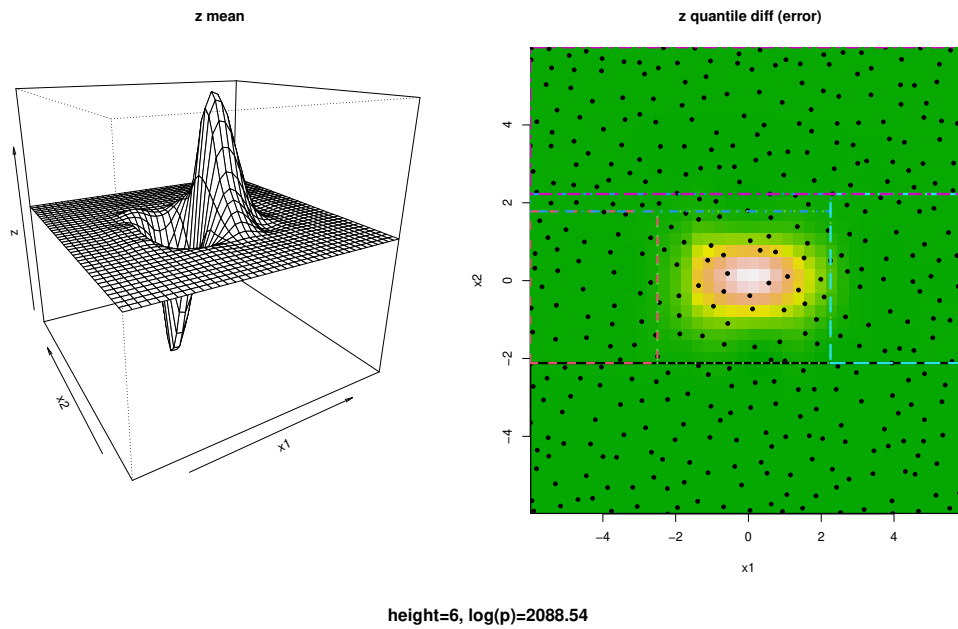 z mean
z quantile diff (error)
z
x2
x1
x2
4
2
0
−2
−4
−4
−2
0
2
4
x1
height=6, log(p)=2088.54